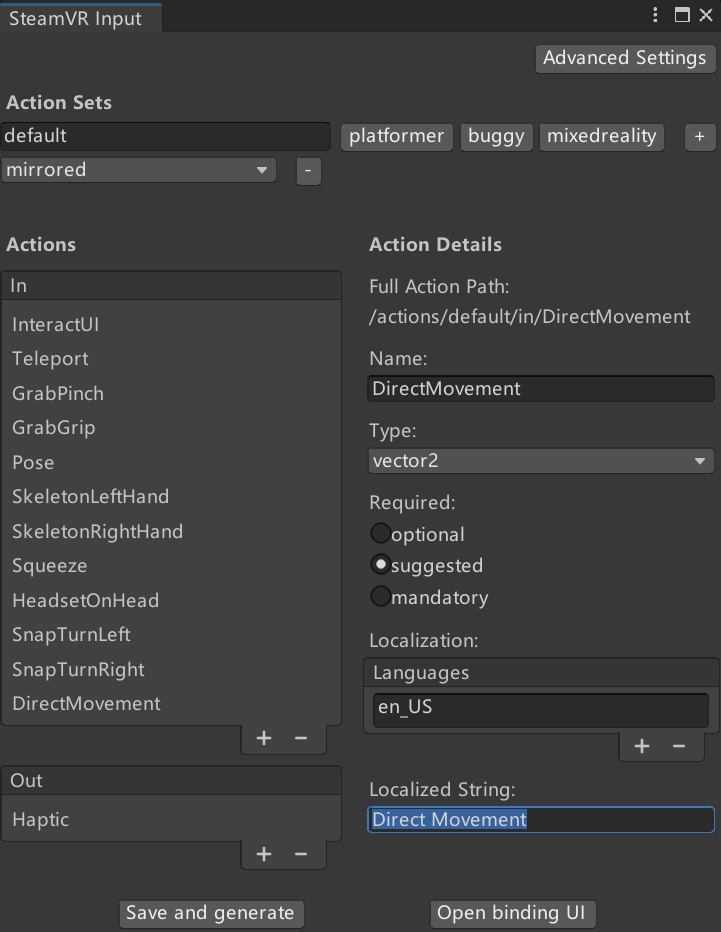 SteamVR Input
Advanced Settings
Action Sets
default
platformer
buggy
mixedreality
+
mirrored
-
Actions
In
InteractUI
Teleport
GrabPinch
GrabGrip
Pose
SkeletonLeftHand
SkeletonRightHand
Squeeze
HeadsetOnHead
SnapTurnLeft
SnapTurnRight
DirectMovement
+ −
Out
Haptic
+ −
Action Details
Full Action Path:
/actions/default/in/DirectMovement
Name:
DirectMovement
Type:
vector2
Required:
optional
suggested
mandatory
Localization:
Languages
en_US
+ −
Localized String:
Direct Movement
Save and generate
Open binding UI